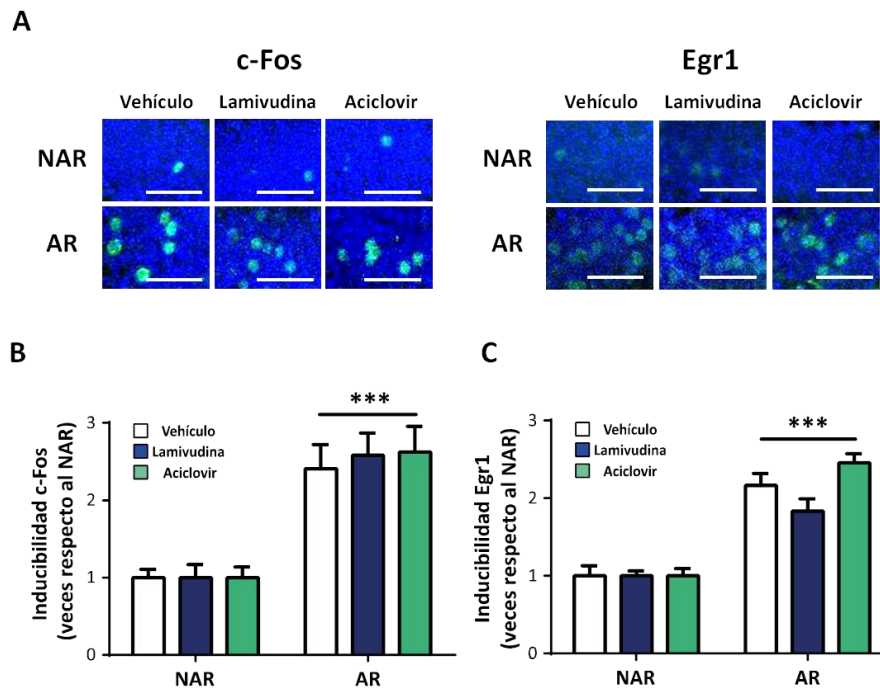 A
c-Fos
Egr1
Vehículo Lamivudina Aciclovir
Vehículo Lamivudina Aciclovir
NAR
NAR
AR
AR
B
Inducibilidad c-Fos
(veces respecto al NAR)
3
2
1
0
Vehículo
Lamivudina
Aciclovir
***
NAR
AR
C
Inducibilidad Egr1
(veces respecto al NAR)
3
2
1
0
Vehículo
Lamivudina
Aciclovir
***
NAR
AR